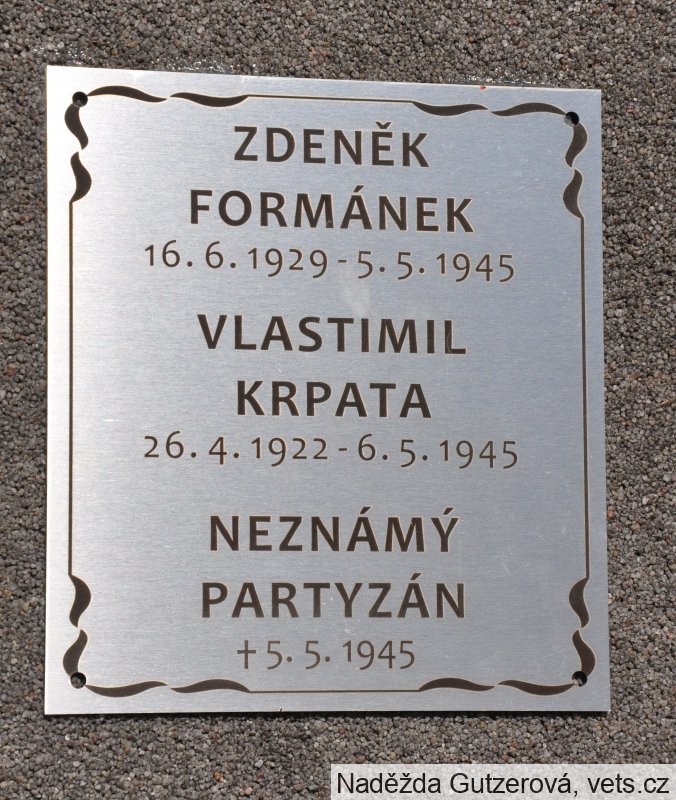 ZDENĚK
FORMÁNEK
16. 6. 1929 - 5. 5. 1945
VLASTIMIL
KRPATA
26. 4. 1922 - 6. 5. 1945
NEZNÁMÝ
PARTYZÁN
† 5. 5. 1945
Naděžda Gutzerová, vets.cz